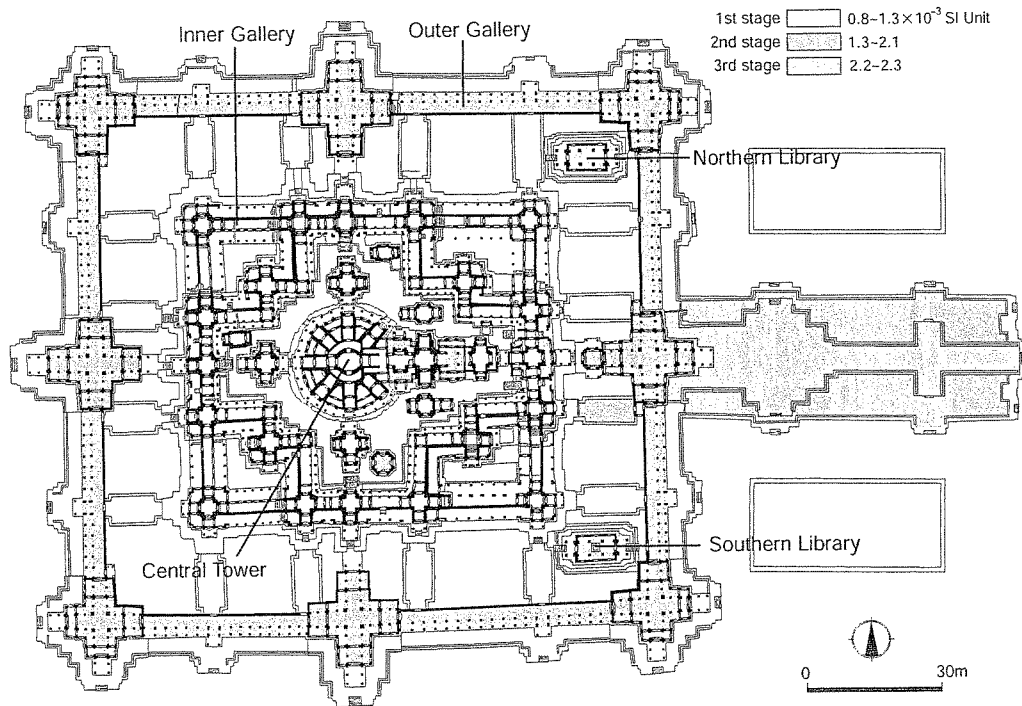 Inner Gallery
Outer Gallery
1st stage 0.8~1.3×10⁻³ SI Unit
2nd stage 1.3~2.1
3rd stage 2.2~2.3
Northern Library
Southern Library
Central Tower
0 30m